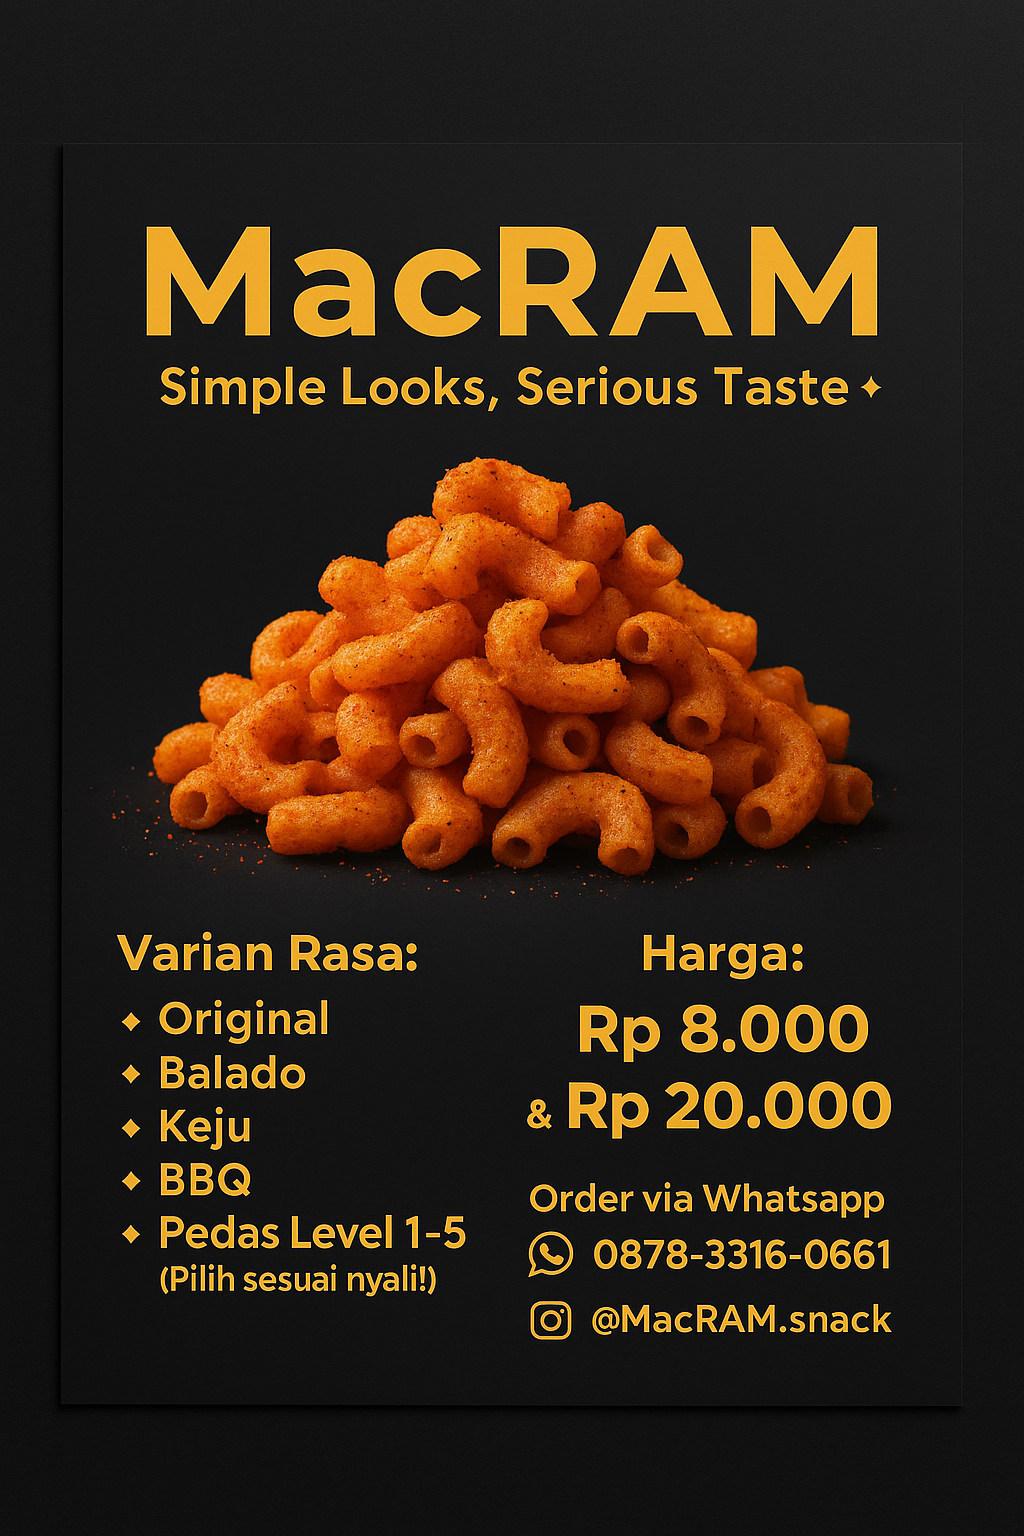 MacRAM
Simple Looks, Serious Taste
Varian Rasa:
Original
Balado
Keju
BBQ
Pedas Level 1-5
(Pilih sesuai nyali!)
Harga:
Rp 8.000
& Rp 20.000
Order via Whatsapp
0878-3316-0661
@MacRAM.snack